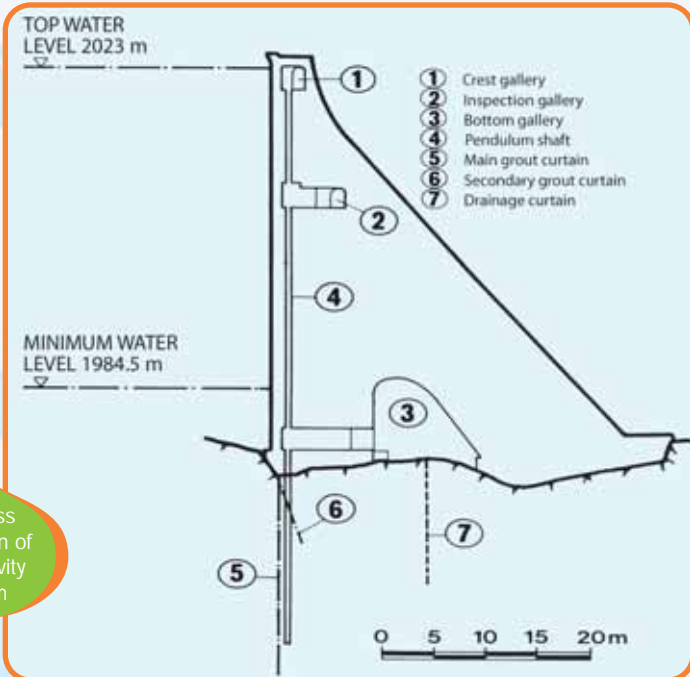 TOP WATER
LEVEL 2023 m
1
1 Crest gallery
2 Inspection gallery
3 Bottom gallery
4 Pendulum shaft
5 Main grout curtain
6 Secondary grout curtain
7 Drainage curtain
2
4
MINIMUM WATER
LEVEL 1984.5 m
3
6
7
5
of
0 5 10 15 20 m